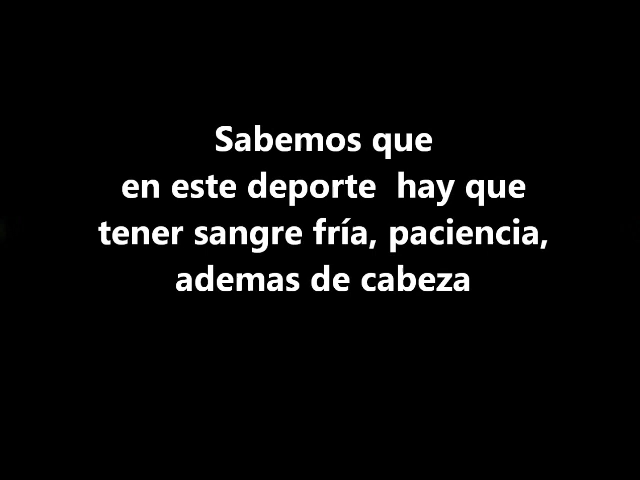 Sabemos que
en este deporte  hay que
tener sangre fría, paciencia,
ademas de cabeza